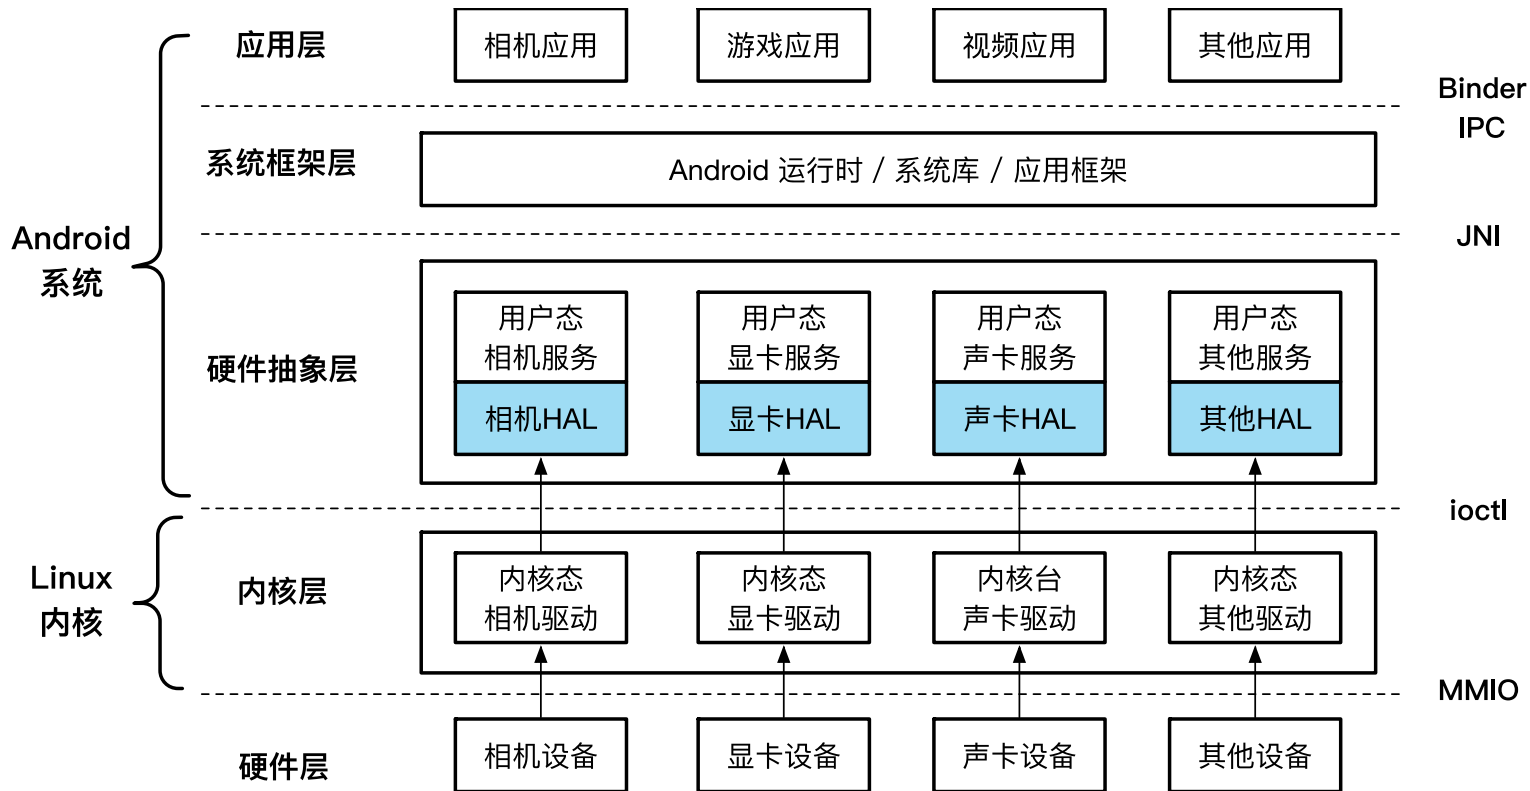 应用层
相机应用
游戏应用
视频应用
其他应用
Binder
IPC
系统框架层
Android 运行时 / 系统库 / 应用框架
Android
系统
JNI
硬件抽象层
用户态
相机服务
相机HAL
用户态
显卡服务
显卡HAL
用户态
声卡服务
声卡HAL
用户态
其他服务
其他HAL
ioctl
Linux
内核
内核层
内核态
相机驱动
内核态
显卡驱动
内核台
声卡驱动
内核态
其他驱动
MMIO
硬件层
相机设备
显卡设备
声卡设备
其他设备